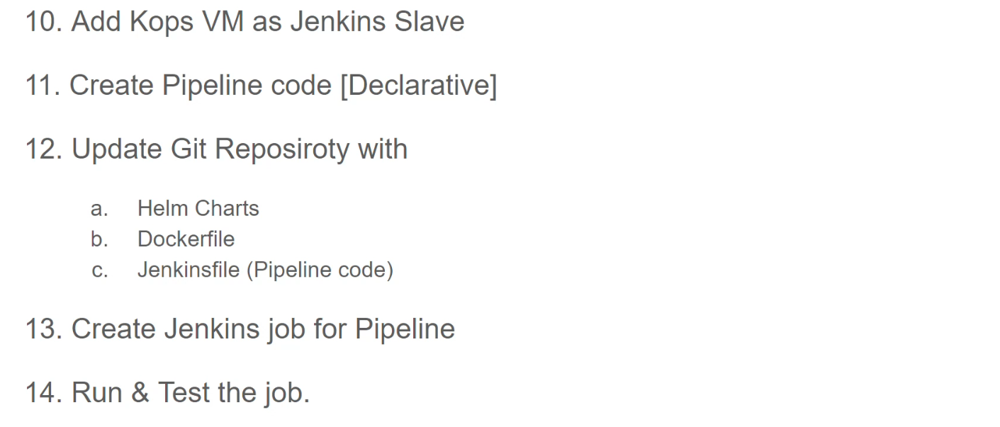 10. Add Kops VM as Jenkins Slave
11. Create Pipeline code [Declarative]
12. Update Git Reposiroty with
a. Helm Charts
b. Dockerfile
c. Jenkinsfile (Pipeline code)
13. Create Jenkins job for Pipeline
14. Run & Test the job.